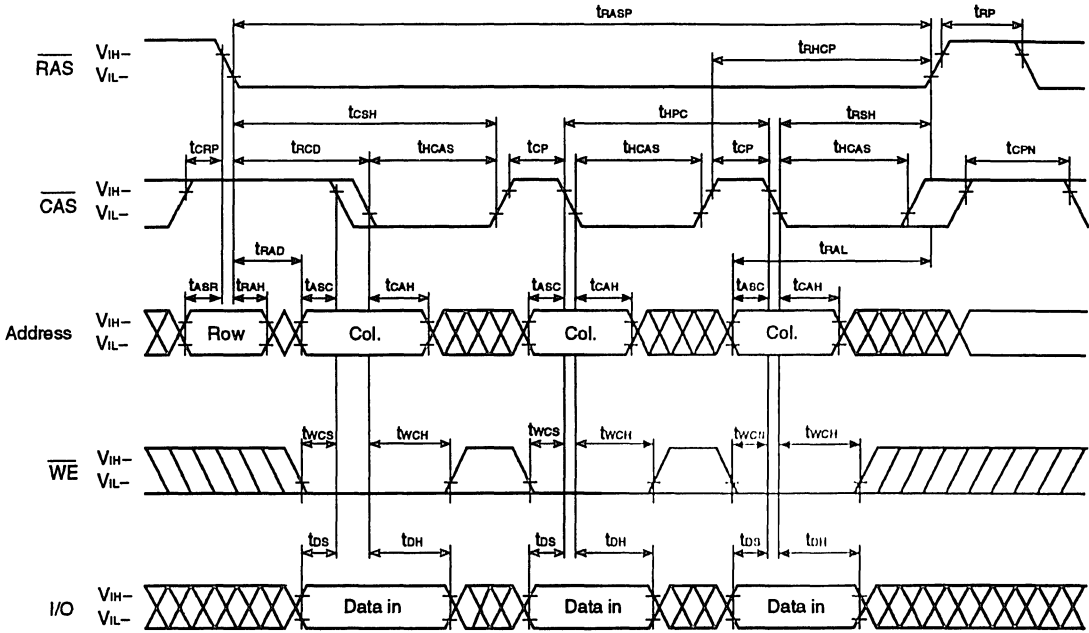 tRASP tRP
VIH–
RAS
VIL–
tRHCP
tCSH tHPC tRSH
tCRP tRCD tHCAS tCP tHCAS tCP tHCAS tCPN
VIH–
CAS
VIL–
tRAD tRAL
tASR tRAH tASC tCAH tASC tCAH tASC tCAH
VIH–
Address Row Col. Col. Col.
VIL–
tWCS tWCH tWCS tWCH tWCH
VIH–
WE
VIL–
tDS tDH tDS tDH tDS tDH
VIH–
I/O Data in Data in Data in
VIL–